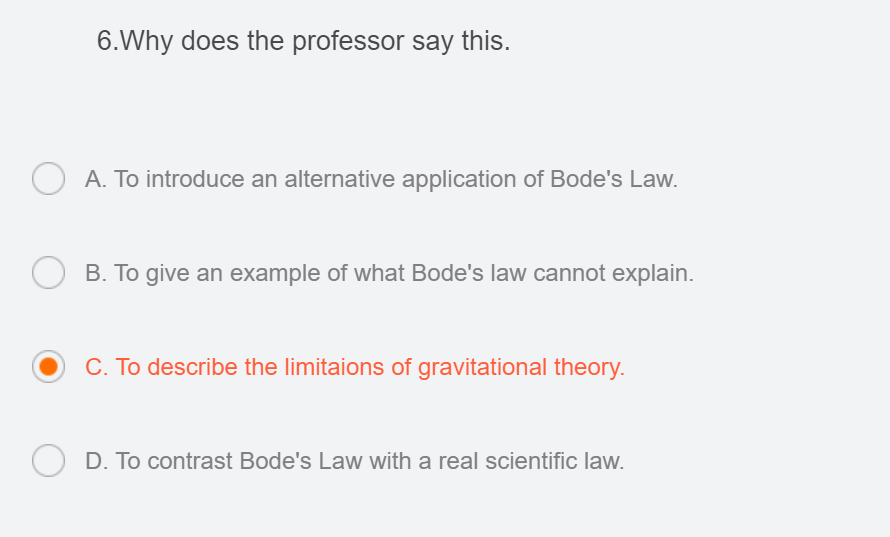 6.Why does the professor say this.
A. To introduce an alternative application of Bode's Law.
B. To give an example of what Bode's law cannot explain.
C. To describe the limitaions of gravitational theory.
D. To contrast Bode's Law with a real scientific law.